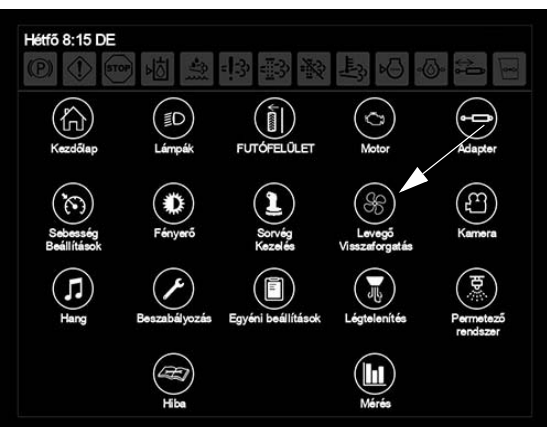 Hétfő 8:15 DE
(P) STOP
Kezdőlap Lámpák FUTÓFELÜLET Motor Adapter
Sebesség Fényerő Sorvég Levegő Kamera
Beállítások Kezelés Visszaforgatás
Hang Beszabályozás Egyéni beállítások Légtelenítés Permetező
rendszer
Hiba Mérés